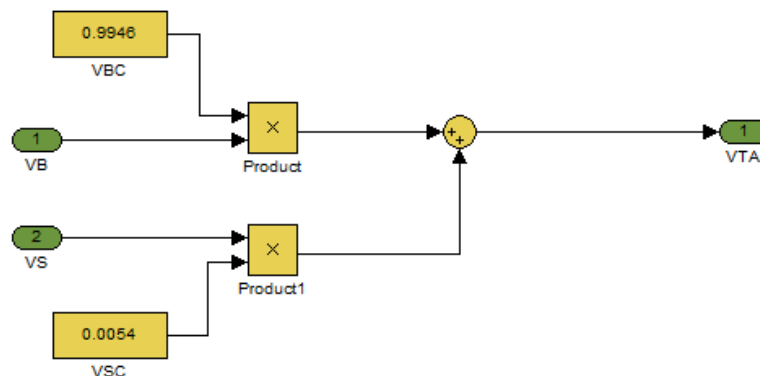 0.9946
VBC
1
VB
×
Product
+
+
1
VTA
2
VS
×
Product1
0.0054
VSC